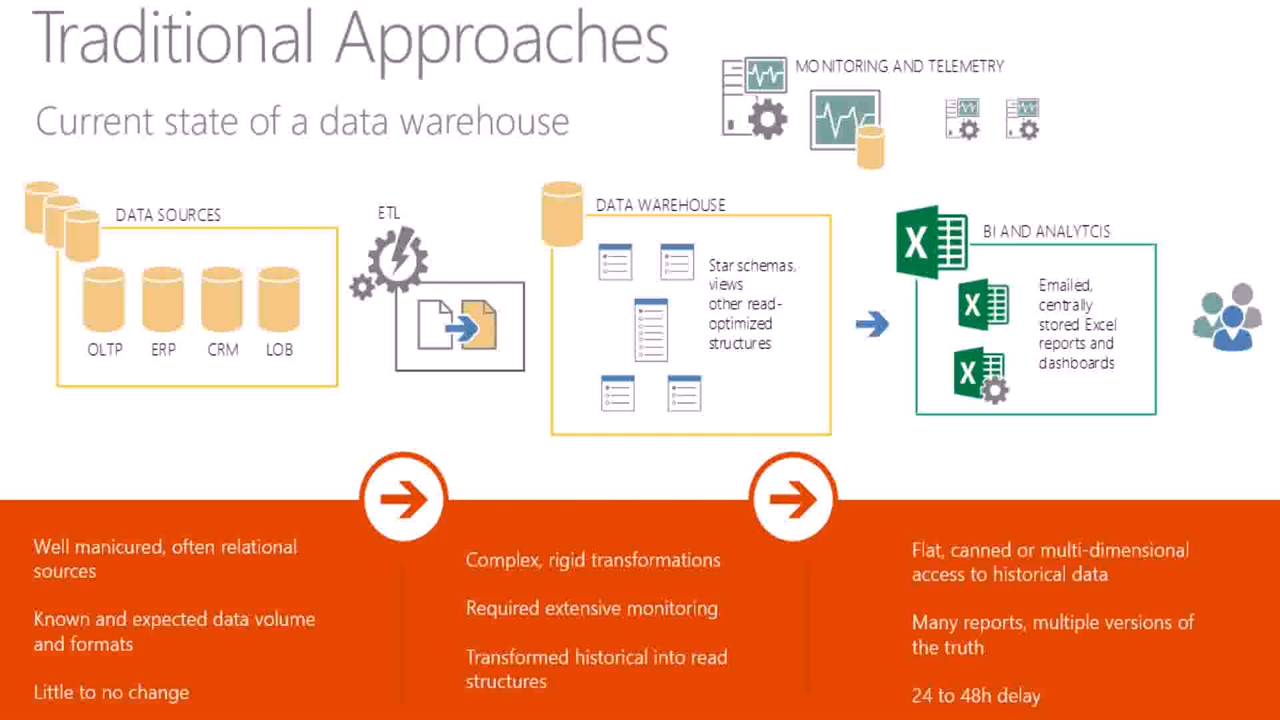 Traditional Approaches
Current state of a data warehouse
MONITORING AND TELEMETRY
DATA SOURCES
OLTP
ERP
CRM
LOB
ETL
DATA WAREHOUSE
Star schemas,
views
other read-
optimized
structures
BI AND ANALYTCIS
Emailed,
centrally
stored Excel
reports and
dashboards
Well manicured, often relational
sources
Known and expected data volume
and formats
Little to no change
Complex, rigid transformations
Required extensive monitoring
Transformed historical into read
structures
Flat, canned or multi-dimensional
access to historical data
Many reports, multiple versions of
the truth
24 to 48h delay